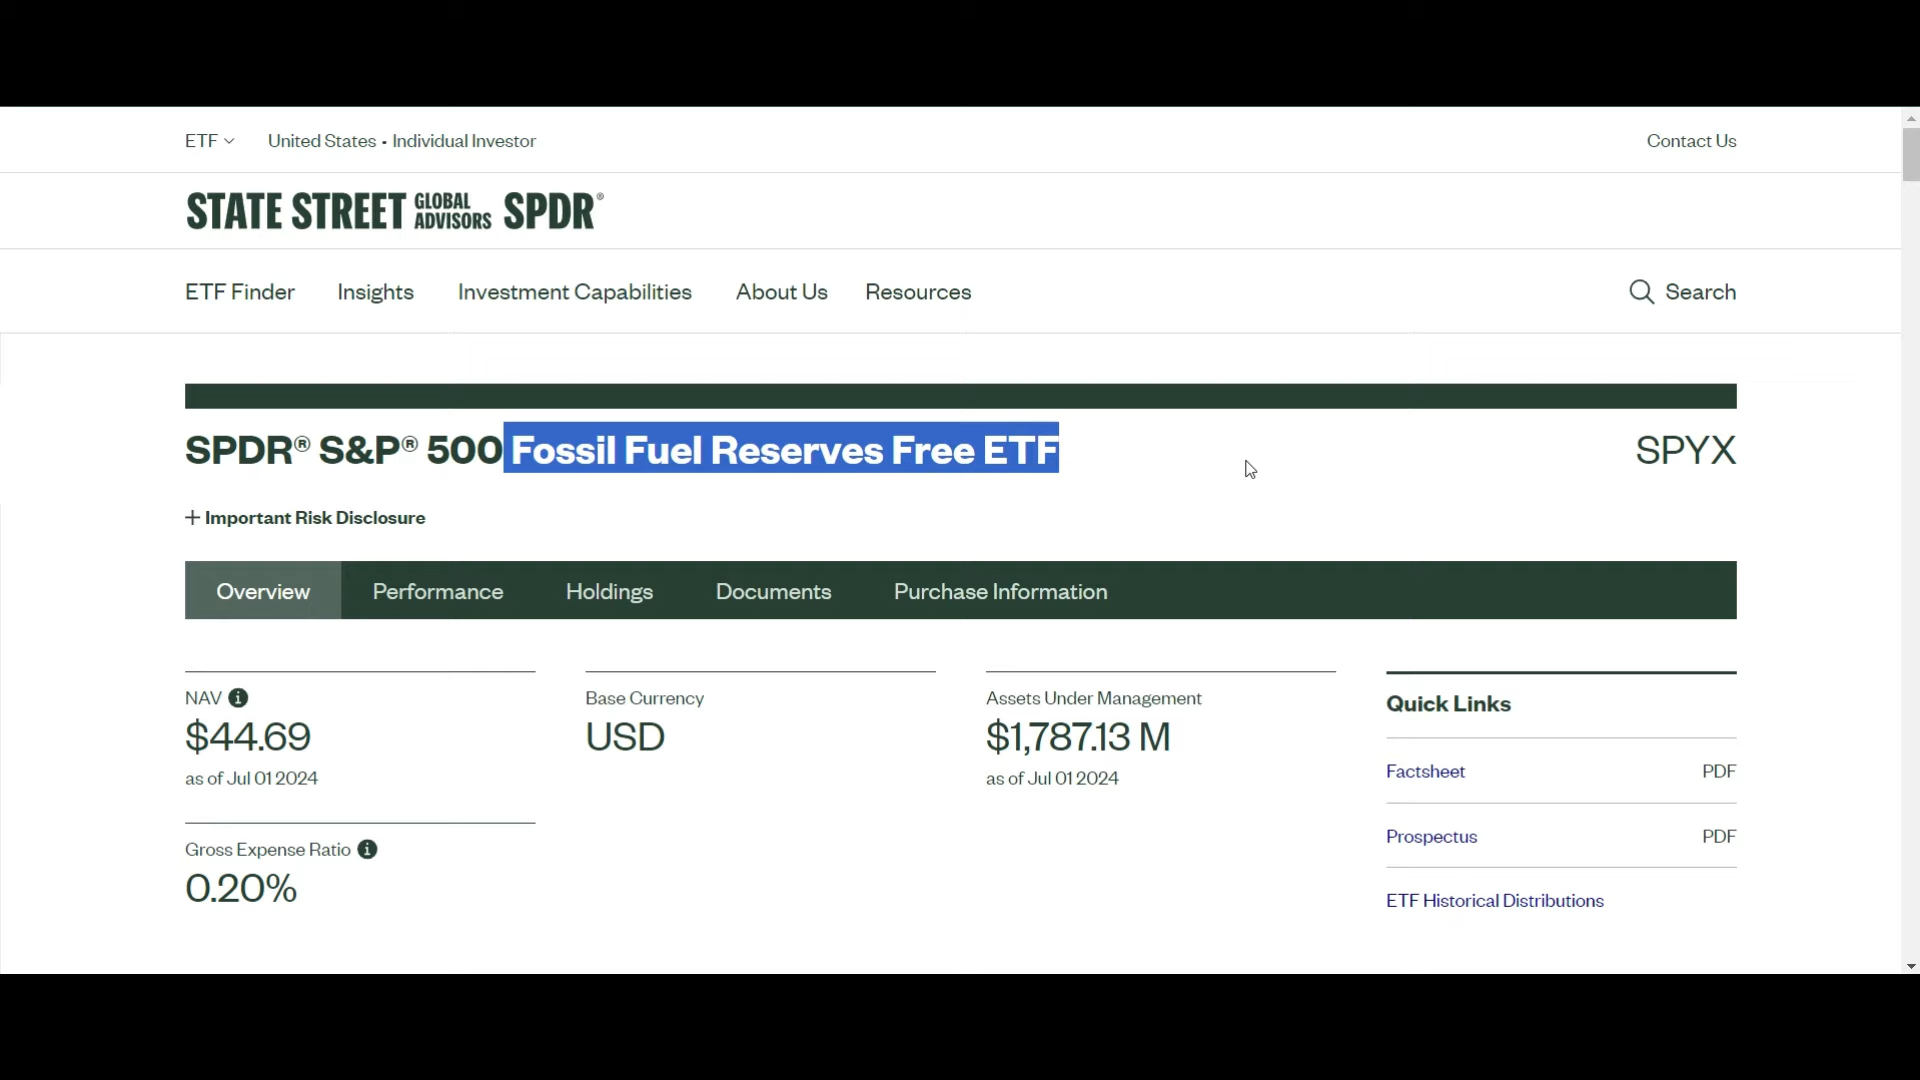 ETF United States • Individual Investor Contact Us
STATE STREET GLOBAL ADVISORS SPDR®
ETF Finder Insights Investment Capabilities About Us Resources Search
SPDR® S&P® 500 Fossil Fuel Reserves Free ETF SPYX
+ Important Risk Disclosure
Overview Performance Holdings Documents Purchase Information
NAV i Base Currency Assets Under Management Quick Links
$44.69 USD $1,787.13 M
as of Jul 01 2024 as of Jul 01 2024 Factsheet PDF
Gross Expense Ratio i Prospectus PDF
0.20% ETF Historical Distributions